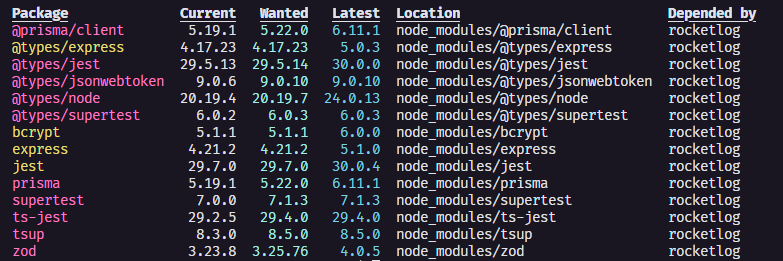 Package Current Wanted Latest Location Depended by
@prisma/client 5.19.1 5.22.0 6.11.1 node_modules/@prisma/client rocketlog
@types/express 4.17.23 4.17.23 5.0.3 node_modules/@types/express rocketlog
@types/jest 29.5.13 29.5.14 30.0.0 node_modules/@types/jest rocketlog
@types/jsonwebtoken 9.0.6 9.0.10 9.0.10 node_modules/@types/jsonwebtoken rocketlog
@types/node 20.19.4 20.19.7 24.0.13 node_modules/@types/node rocketlog
@types/supertest 6.0.2 6.0.3 6.0.3 node_modules/@types/supertest rocketlog
bcrypt 5.1.1 5.1.1 6.0.0 node_modules/bcrypt rocketlog
express 4.21.2 4.21.2 5.1.0 node_modules/express rocketlog
jest 29.7.0 29.7.0 30.0.4 node_modules/jest rocketlog
prisma 5.19.1 5.22.0 6.11.1 node_modules/prisma rocketlog
supertest 7.0.0 7.1.3 7.1.3 node_modules/supertest rocketlog
ts-jest 29.2.5 29.4.0 29.4.0 node_modules/ts-jest rocketlog
tsup 8.3.0 8.5.0 8.5.0 node_modules/tsup rocketlog
zod 3.23.8 3.25.76 4.0.5 node_modules/zod rocketlog